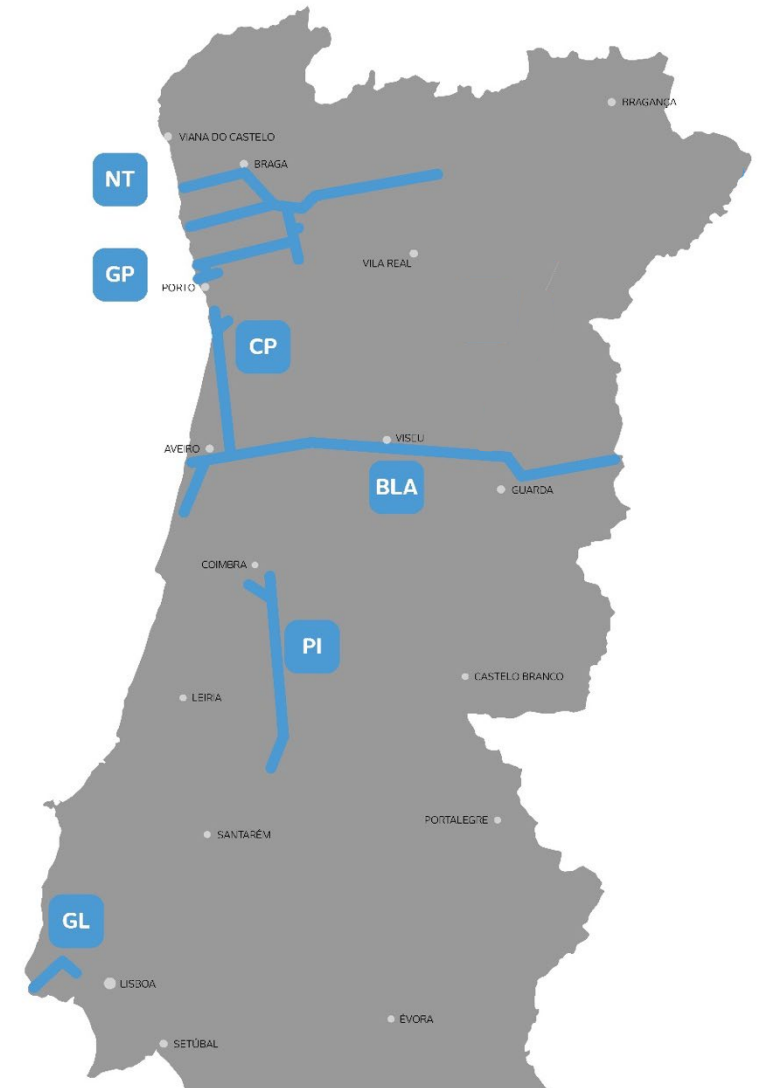 BRAGANÇA
VIANA DO CASTELO
BRAGA
NT
VILA REAL
GP
PORTO
CP
VISEU
AVEIRO
BLA
GUARDA
COIMBRA
PI
CASTELO BRANCO
LEIRIA
PORTALEGRE
SANTARÉM
GL
LISBOA
ÉVORA
SETÚBAL